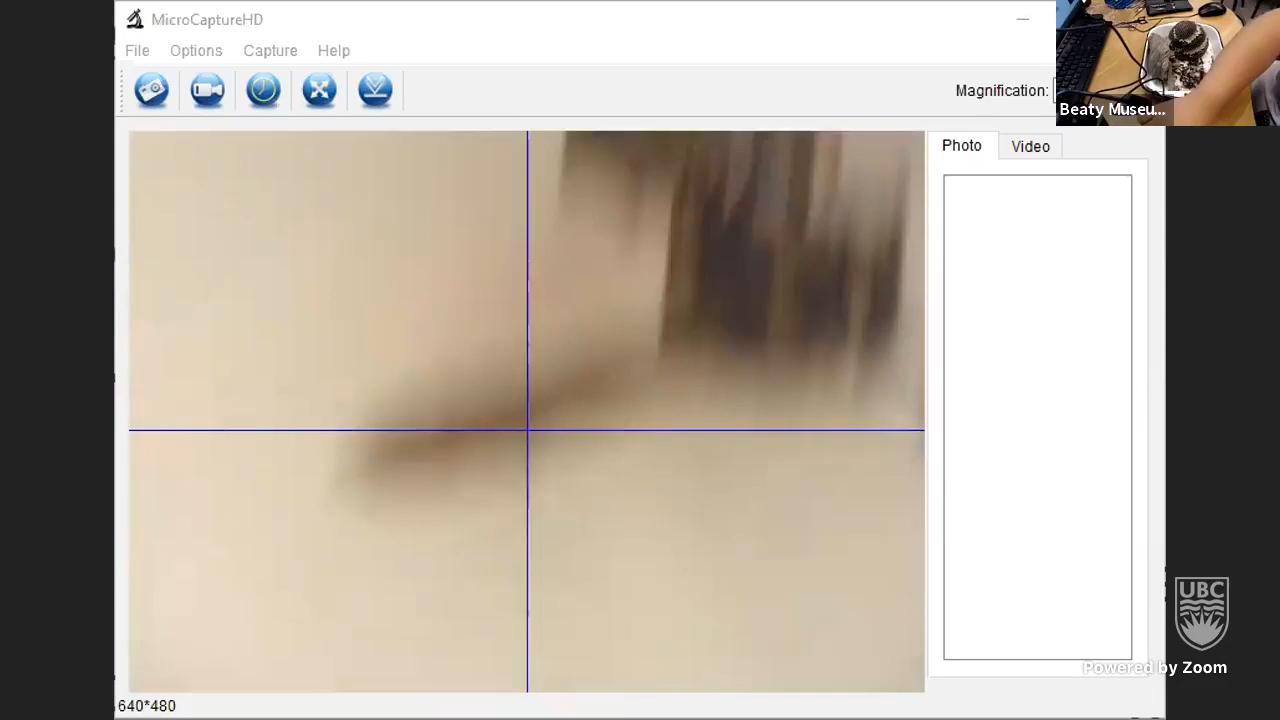 MicroCaptureHD
File Options Capture Help
Magnification:
Beaty Museu...
Photo Video
UBC
Powered by Zoom
640*480